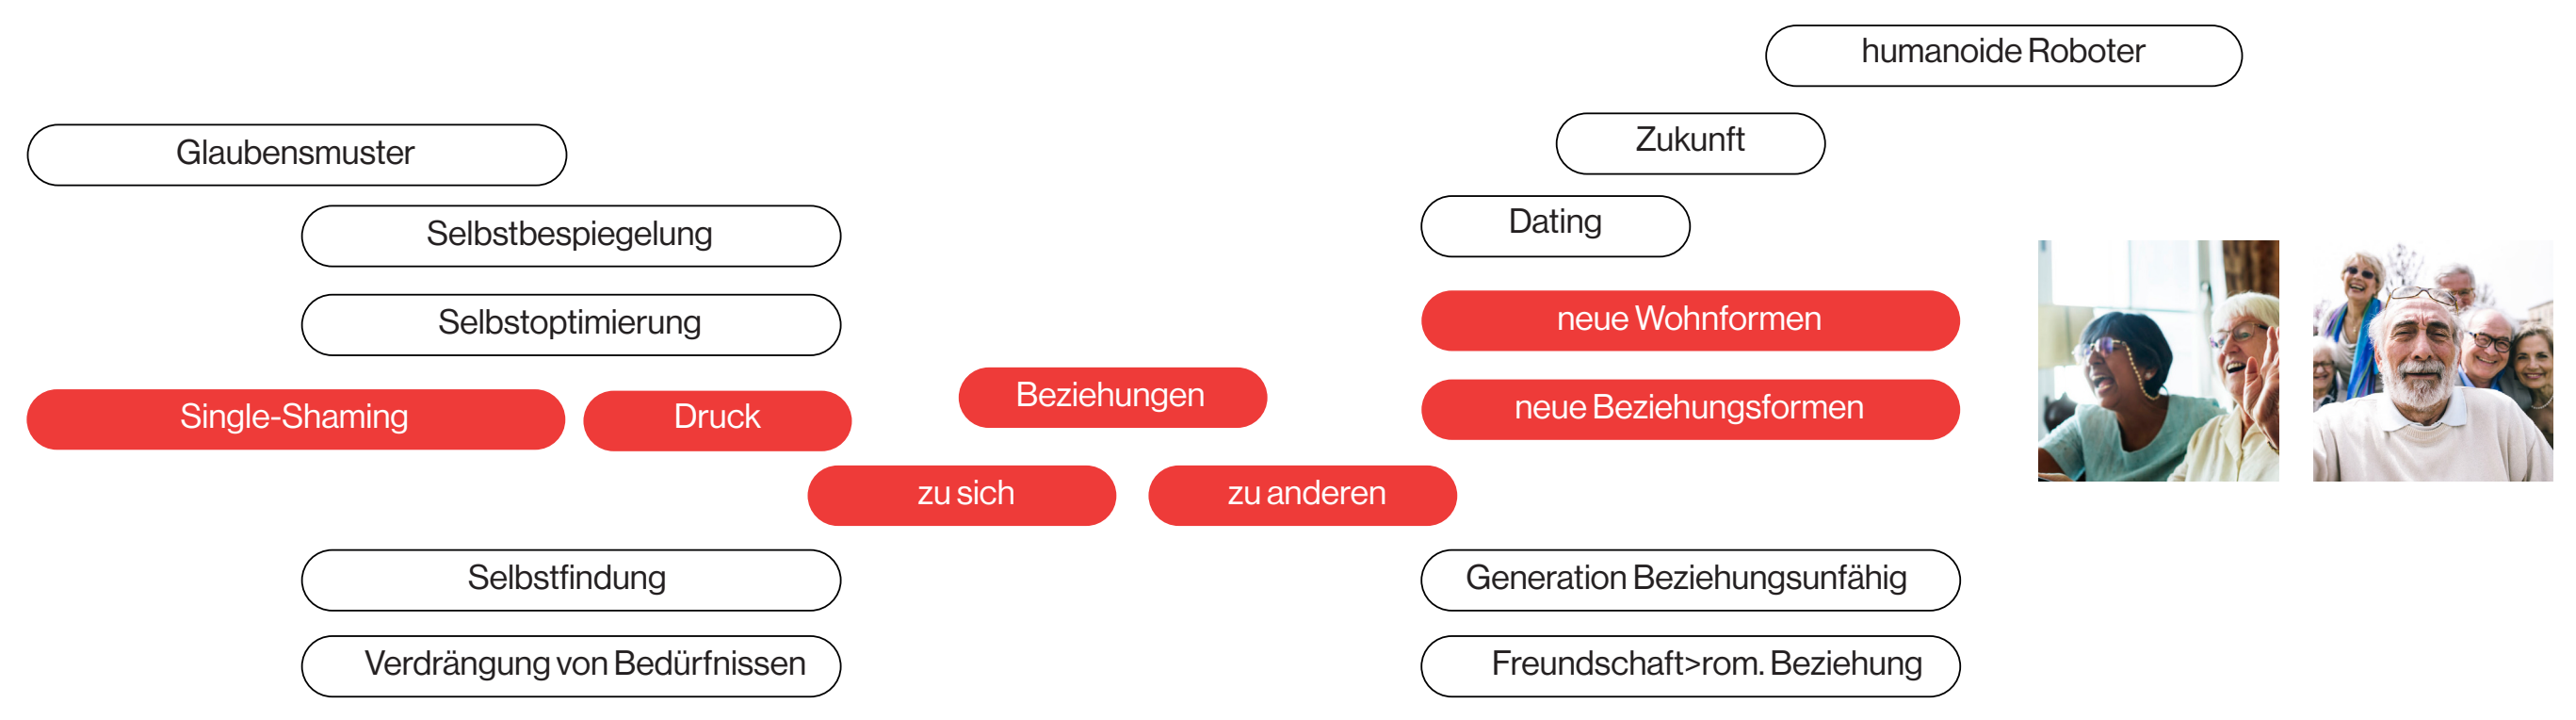 humanoide Roboter
Zukunft
Glaubensmuster
Dating
Selbstbespiegelung
Selbstoptimierung
neue Wohnformen
Beziehungen
neue Beziehungsformen
Single-Shaming
Druck
zu sich
zu anderen
Selbstfindung
Generation Beziehungsunfähig
Verdrängung von Bedürfnissen
Freundschaft>rom. Beziehung